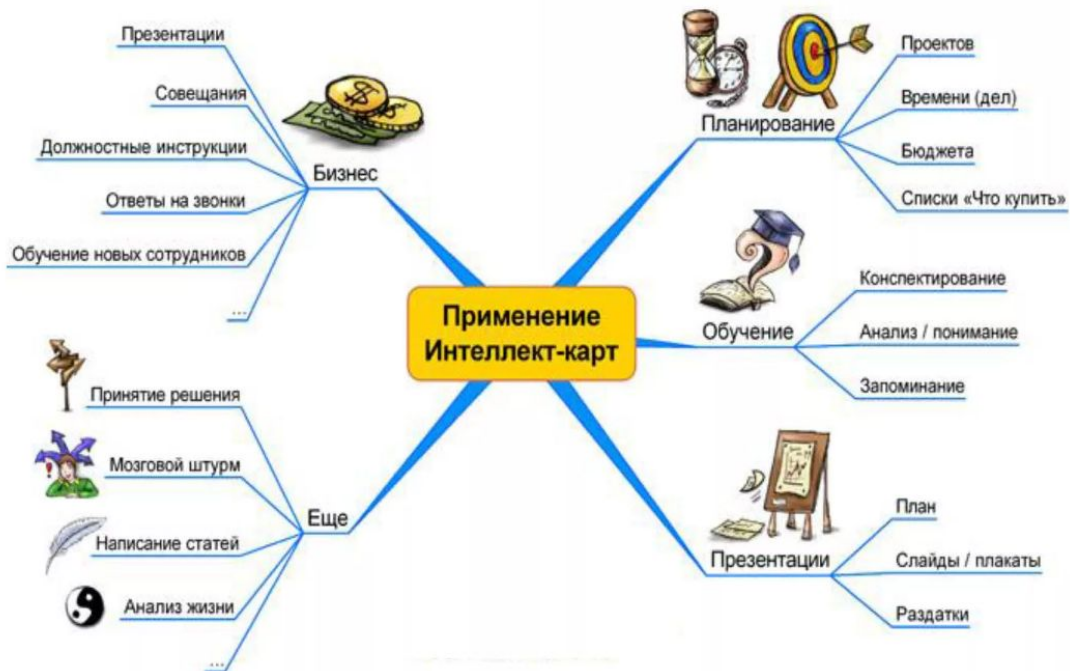 Применение
Интеллект-карт
Планирование
Проектов
Времени (дел)
Бюджета
Списки «Что купить»
Обучение
Конспектирование
Анализ / понимание
Запоминание
Презентации
План
Слайды / плакаты
Раздатки
Бизнес
Презентации
Совещания
Должностные инструкции
Ответы на звонки
Обучение новых сотрудников
...
Еще
Принятие решения
Мозговой штурм
Написание статей
Анализ жизни
...